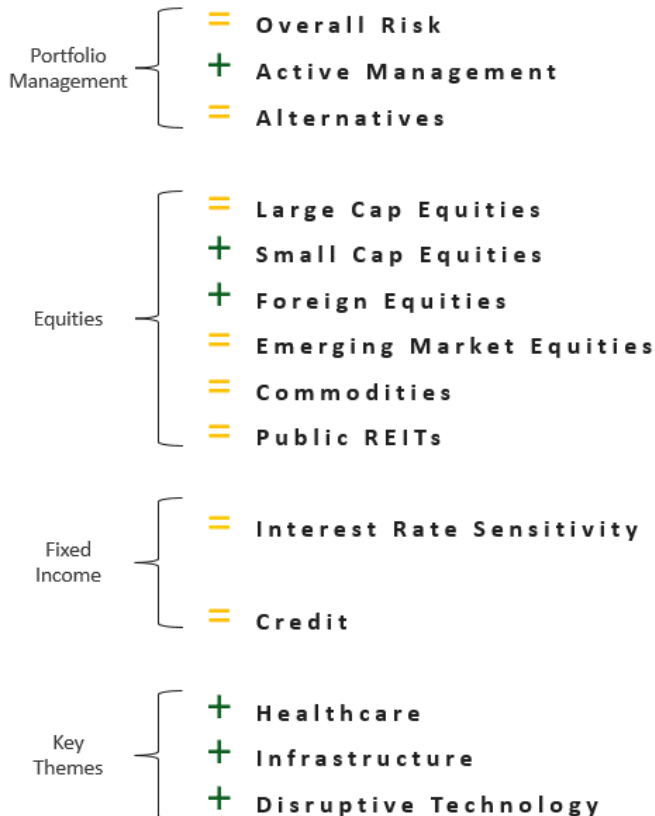 Portfolio
Management
= Overall Risk
+ Active Management
= Alternatives
Equities
= Large Cap Equities
+ Small Cap Equities
+ Foreign Equities
= Emerging Market Equities
= Commodities
= Public REITs
Fixed
Income
= Interest Rate Sensitivity
= Credit
Key
Themes
+ Healthcare
+ Infrastructure
+ Disruptive Technology